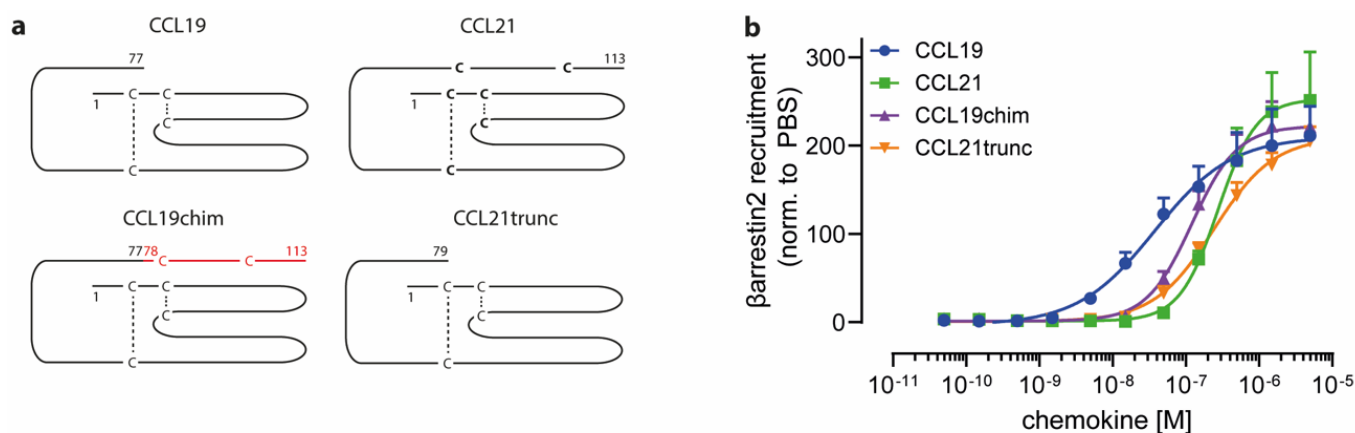 a
CCL19
77
1
C
C
C
C
CCL21
113
C
C
1
C
C
C
C
CCL19chim
7778
113
C
C
1
C
C
C
C
CCL21trunc
79
1
C
C
C
C
b
CCL19
CCL21
CCL19chim
CCL21trunc
βarrestin2 recruitment
(norm. to PBS)
300
200
100
0
10-11 10-10 10-9 10-8 10-7 10-6 10-5
chemokine [M]